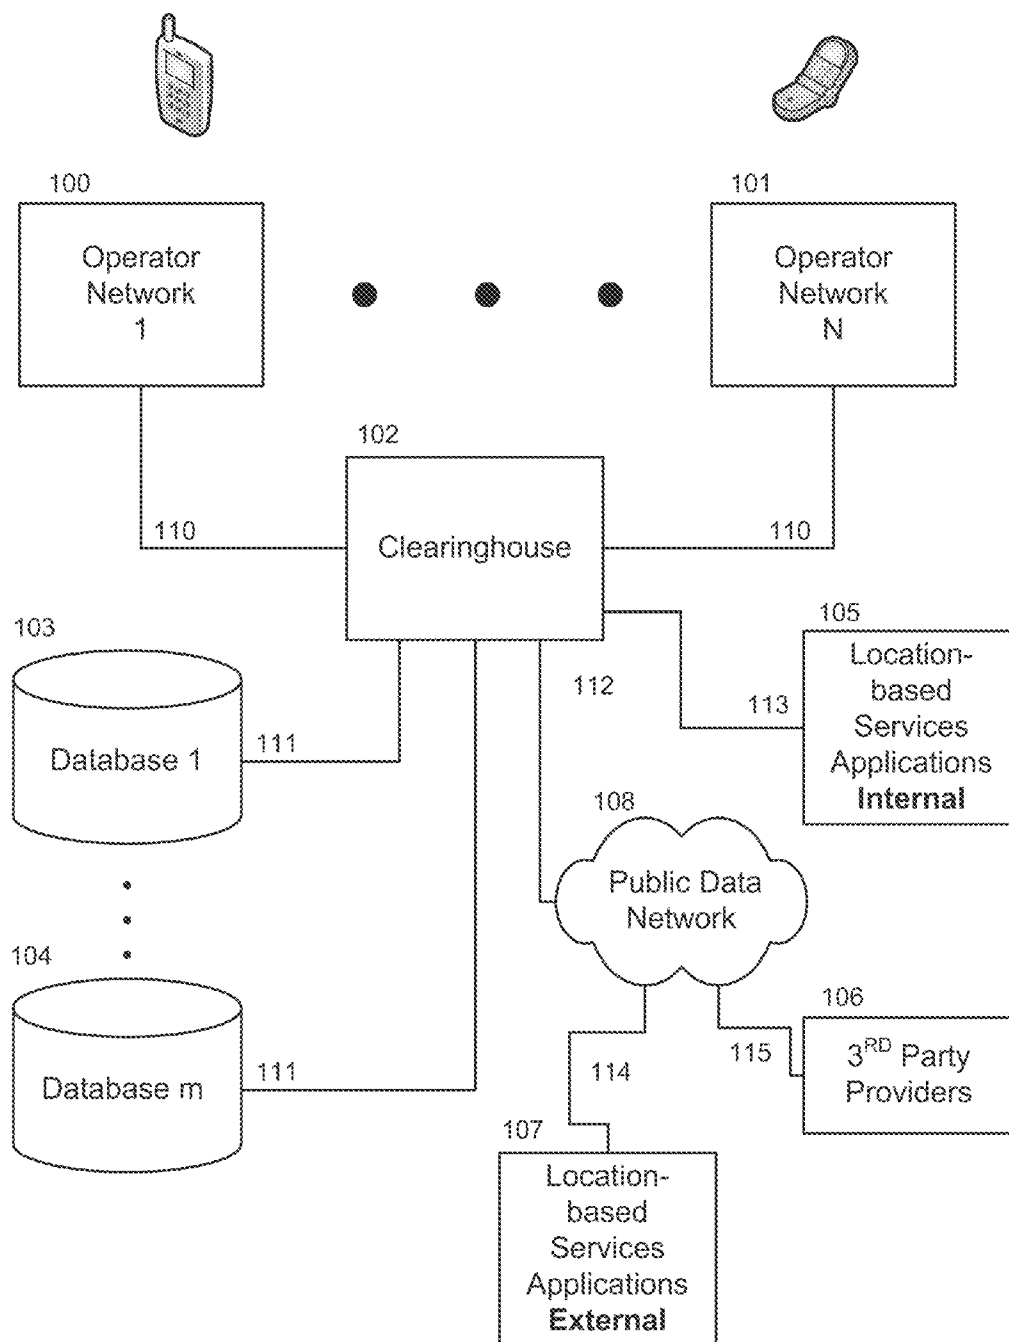 100
Operator
Network
1
101
Operator
Network
N
102
Clearinghouse
110
110
103
Database 1
111
112
113
105
Location-
based
Services
Applications
Internal
108
Public Data
Network
104
Database m
111
114
115
106
3RD Party
Providers
107
Location-
based
Services
Applications
External